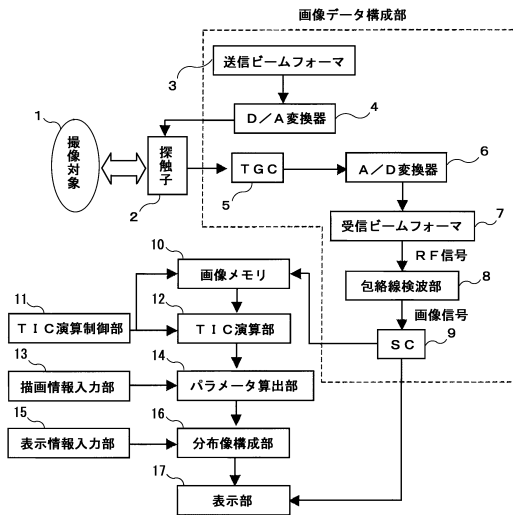 画像データ構成部
送信ビームフォーマ
3
D/A変換器
4
1
撮像対象
探触子
2
TGC
5
A/D変換器
6
受信ビームフォーマ
7
RF信号
包絡線検波部
8
画像信号
SC
9
10
画像メモリ
11
TIC演算制御部
12
TIC演算部
13
描画情報入力部
14
パラメータ算出部
15
表示情報入力部
16
分布像構成部
17
表示部